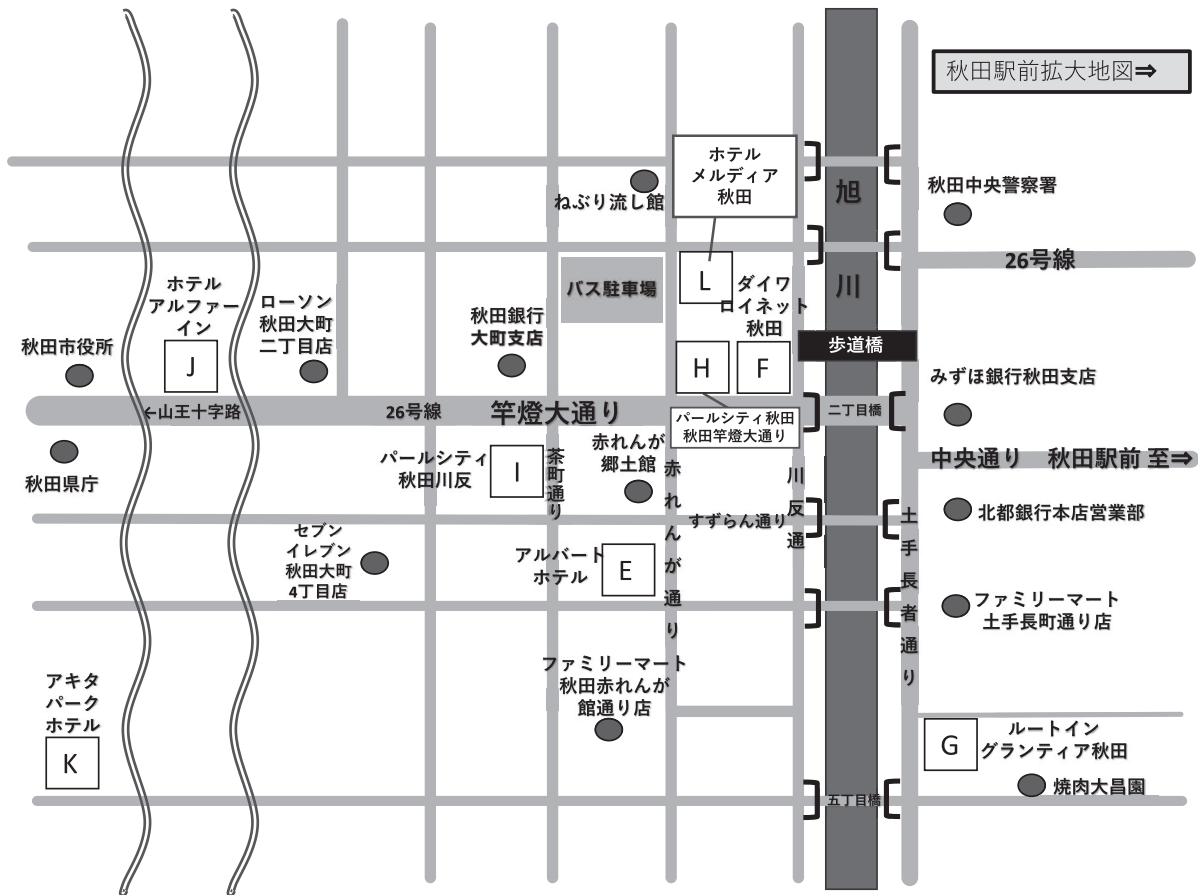 秋田駅前拡大地図⇒
ホテル
メルディア
秋田
旭
川
秋田中央警察署
ねぶり流し館
26号線
L
バス駐車場
ダイワ
ロイネット
秋田
ホテル
アルファー
イン
ローソン
秋田大町
二丁目店
秋田銀行
大町支店
歩道橋
秋田市役所
J
H
F
みずほ銀行秋田支店
←山王十字路
26号線
竿燈大通り
パールシティ秋田
秋田竿燈大通り
二丁目橋
秋田県庁
パールシティ
秋田川反
I
茶町通り
赤れんが
郷土館
赤れんが通り
川反通
中央通り 秋田駅前 至⇒
すずらん通り
土手長者通り
北都銀行本店営業部
セブン
イレブン
秋田大町
4丁目店
アルバート
ホテル
E
ファミリーマート
土手長町通り店
ファミリーマート
秋田赤れんが
館通り店
アキタ
パーク
ホテル
K
G
ルートイン
グランティア秋田
焼肉大昌園
五丁目橋